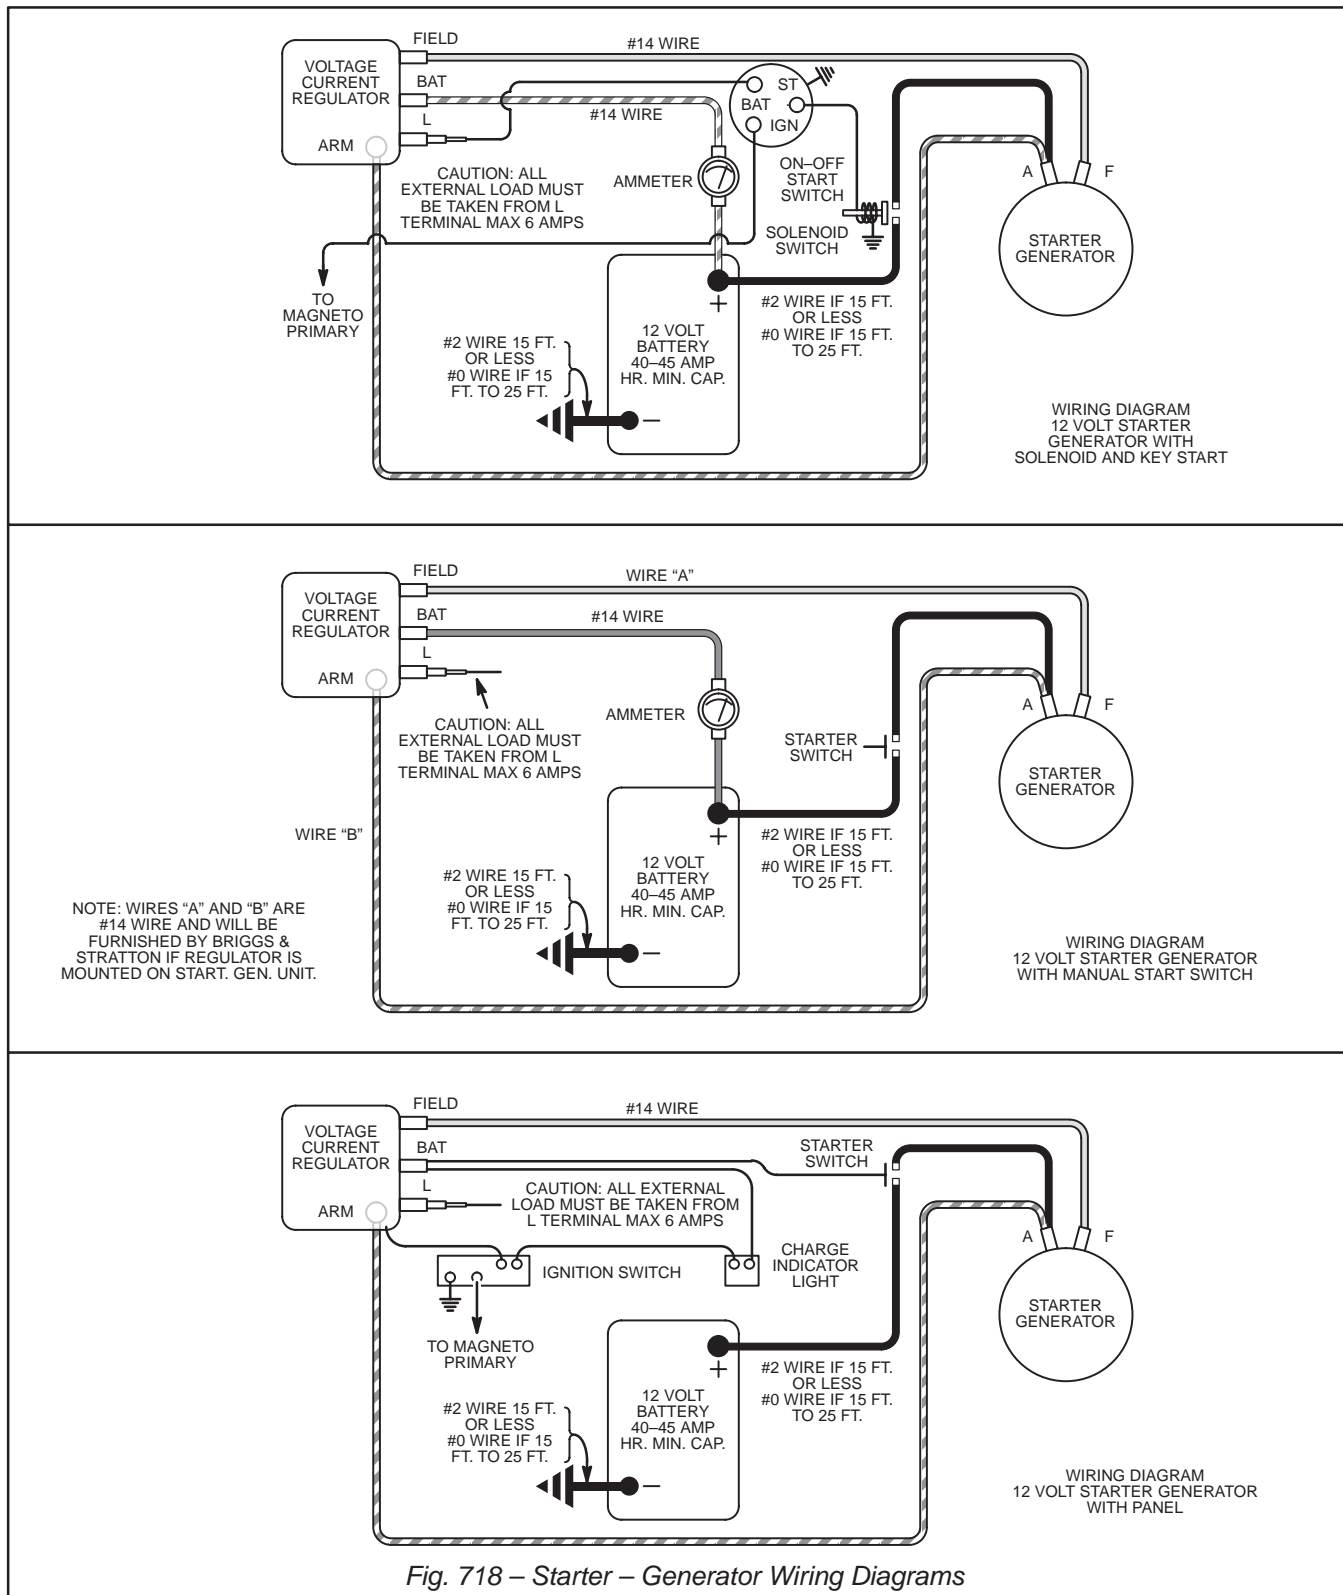 FIELD
#14 WIRE
VOLTAGE
CURRENT
REGULATOR
BAT
#14 WIRE
L
ARM
ST
BAT
IGN
CAUTION: ALL
EXTERNAL LOAD MUST
BE TAKEN FROM L
TERMINAL MAX 6 AMPS
AMMETER
ON–OFF
START
SWITCH
SOLENOID
SWITCH
A
F
STARTER
GENERATOR
TO
MAGNETO
PRIMARY
+
#2 WIRE IF 15 FT.
OR LESS
#0 WIRE IF 15 FT.
TO 25 FT.
12 VOLT
BATTERY
40–45 AMP
HR. MIN. CAP.
#2 WIRE 15 FT.
OR LESS
#0 WIRE IF 15
FT. TO 25 FT.
–
WIRING DIAGRAM
12 VOLT STARTER
GENERATOR WITH
SOLENOID AND KEY START
FIELD
WIRE “A”
VOLTAGE
CURRENT
REGULATOR
BAT
#14 WIRE
L
ARM
CAUTION: ALL
EXTERNAL LOAD MUST
BE TAKEN FROM L
TERMINAL MAX 6 AMPS
AMMETER
STARTER
SWITCH
A
F
STARTER
GENERATOR
WIRE “B”
+
#2 WIRE IF 15 FT.
OR LESS
#0 WIRE IF 15 FT.
TO 25 FT.
12 VOLT
BATTERY
40–45 AMP
HR. MIN. CAP.
#2 WIRE 15 FT.
OR LESS
#0 WIRE IF 15
FT. TO 25 FT.
–
NOTE: WIRES “A” AND “B” ARE
#14 WIRE AND WILL BE
FURNISHED BY BRIGGS &
STRATTON IF REGULATOR IS
MOUNTED ON START. GEN. UNIT.
WIRING DIAGRAM
12 VOLT STARTER GENERATOR
WITH MANUAL START SWITCH
FIELD
#14 WIRE
VOLTAGE
CURRENT
REGULATOR
BAT
L
ARM
STARTER
SWITCH
CAUTION: ALL EXTERNAL
LOAD MUST BE TAKEN FROM
L TERMINAL MAX 6 AMPS
A
F
STARTER
GENERATOR
IGNITION SWITCH
CHARGE
INDICATOR
LIGHT
TO MAGNETO
PRIMARY
+
#2 WIRE IF 15 FT.
OR LESS
#0 WIRE IF 15 FT.
TO 25 FT.
12 VOLT
BATTERY
40–45 AMP
HR. MIN. CAP.
#2 WIRE 15 FT.
OR LESS
#0 WIRE IF 15
FT. TO 25 FT.
–
WIRING DIAGRAM
12 VOLT STARTER GENERATOR
WITH PANEL
Fig. 718 – Starter – Generator Wiring Diagrams